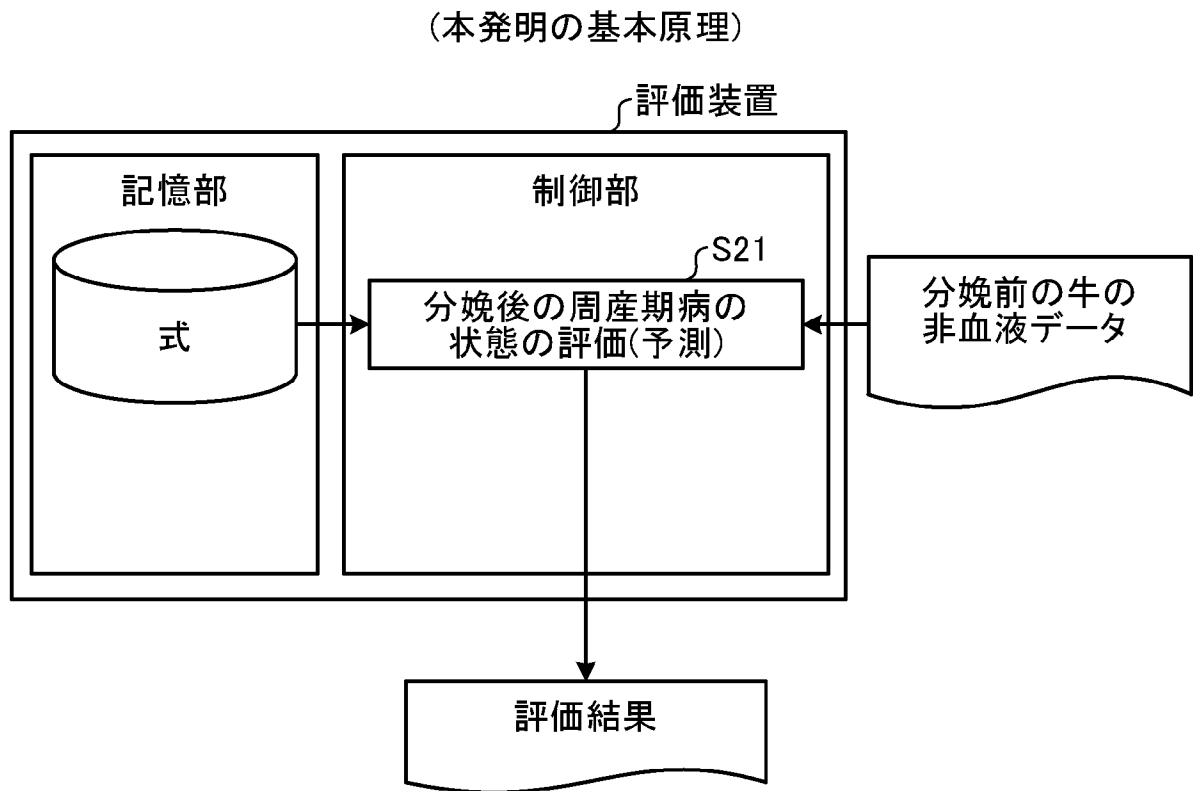 (本発明の基本原理)
評価装置
記憶部
制御部
S21
式
分娩後の周産期病の
状態の評価(予測)
分娩前の牛の
非血液データ
評価結果